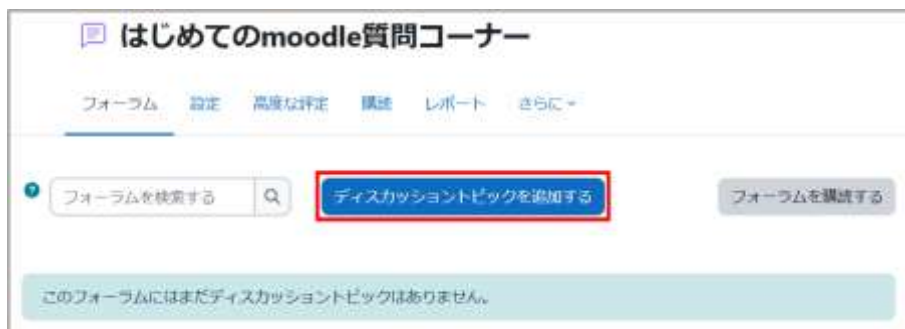 はじめてのmoodle質問コーナー
フォーラム 設定 高度な評定 購読 レポート さらに
フォーラムを検索する ディスカッショントピックを追加する フォーラムを購読する
このフォーラムにはまだディスカッショントピックはありません。